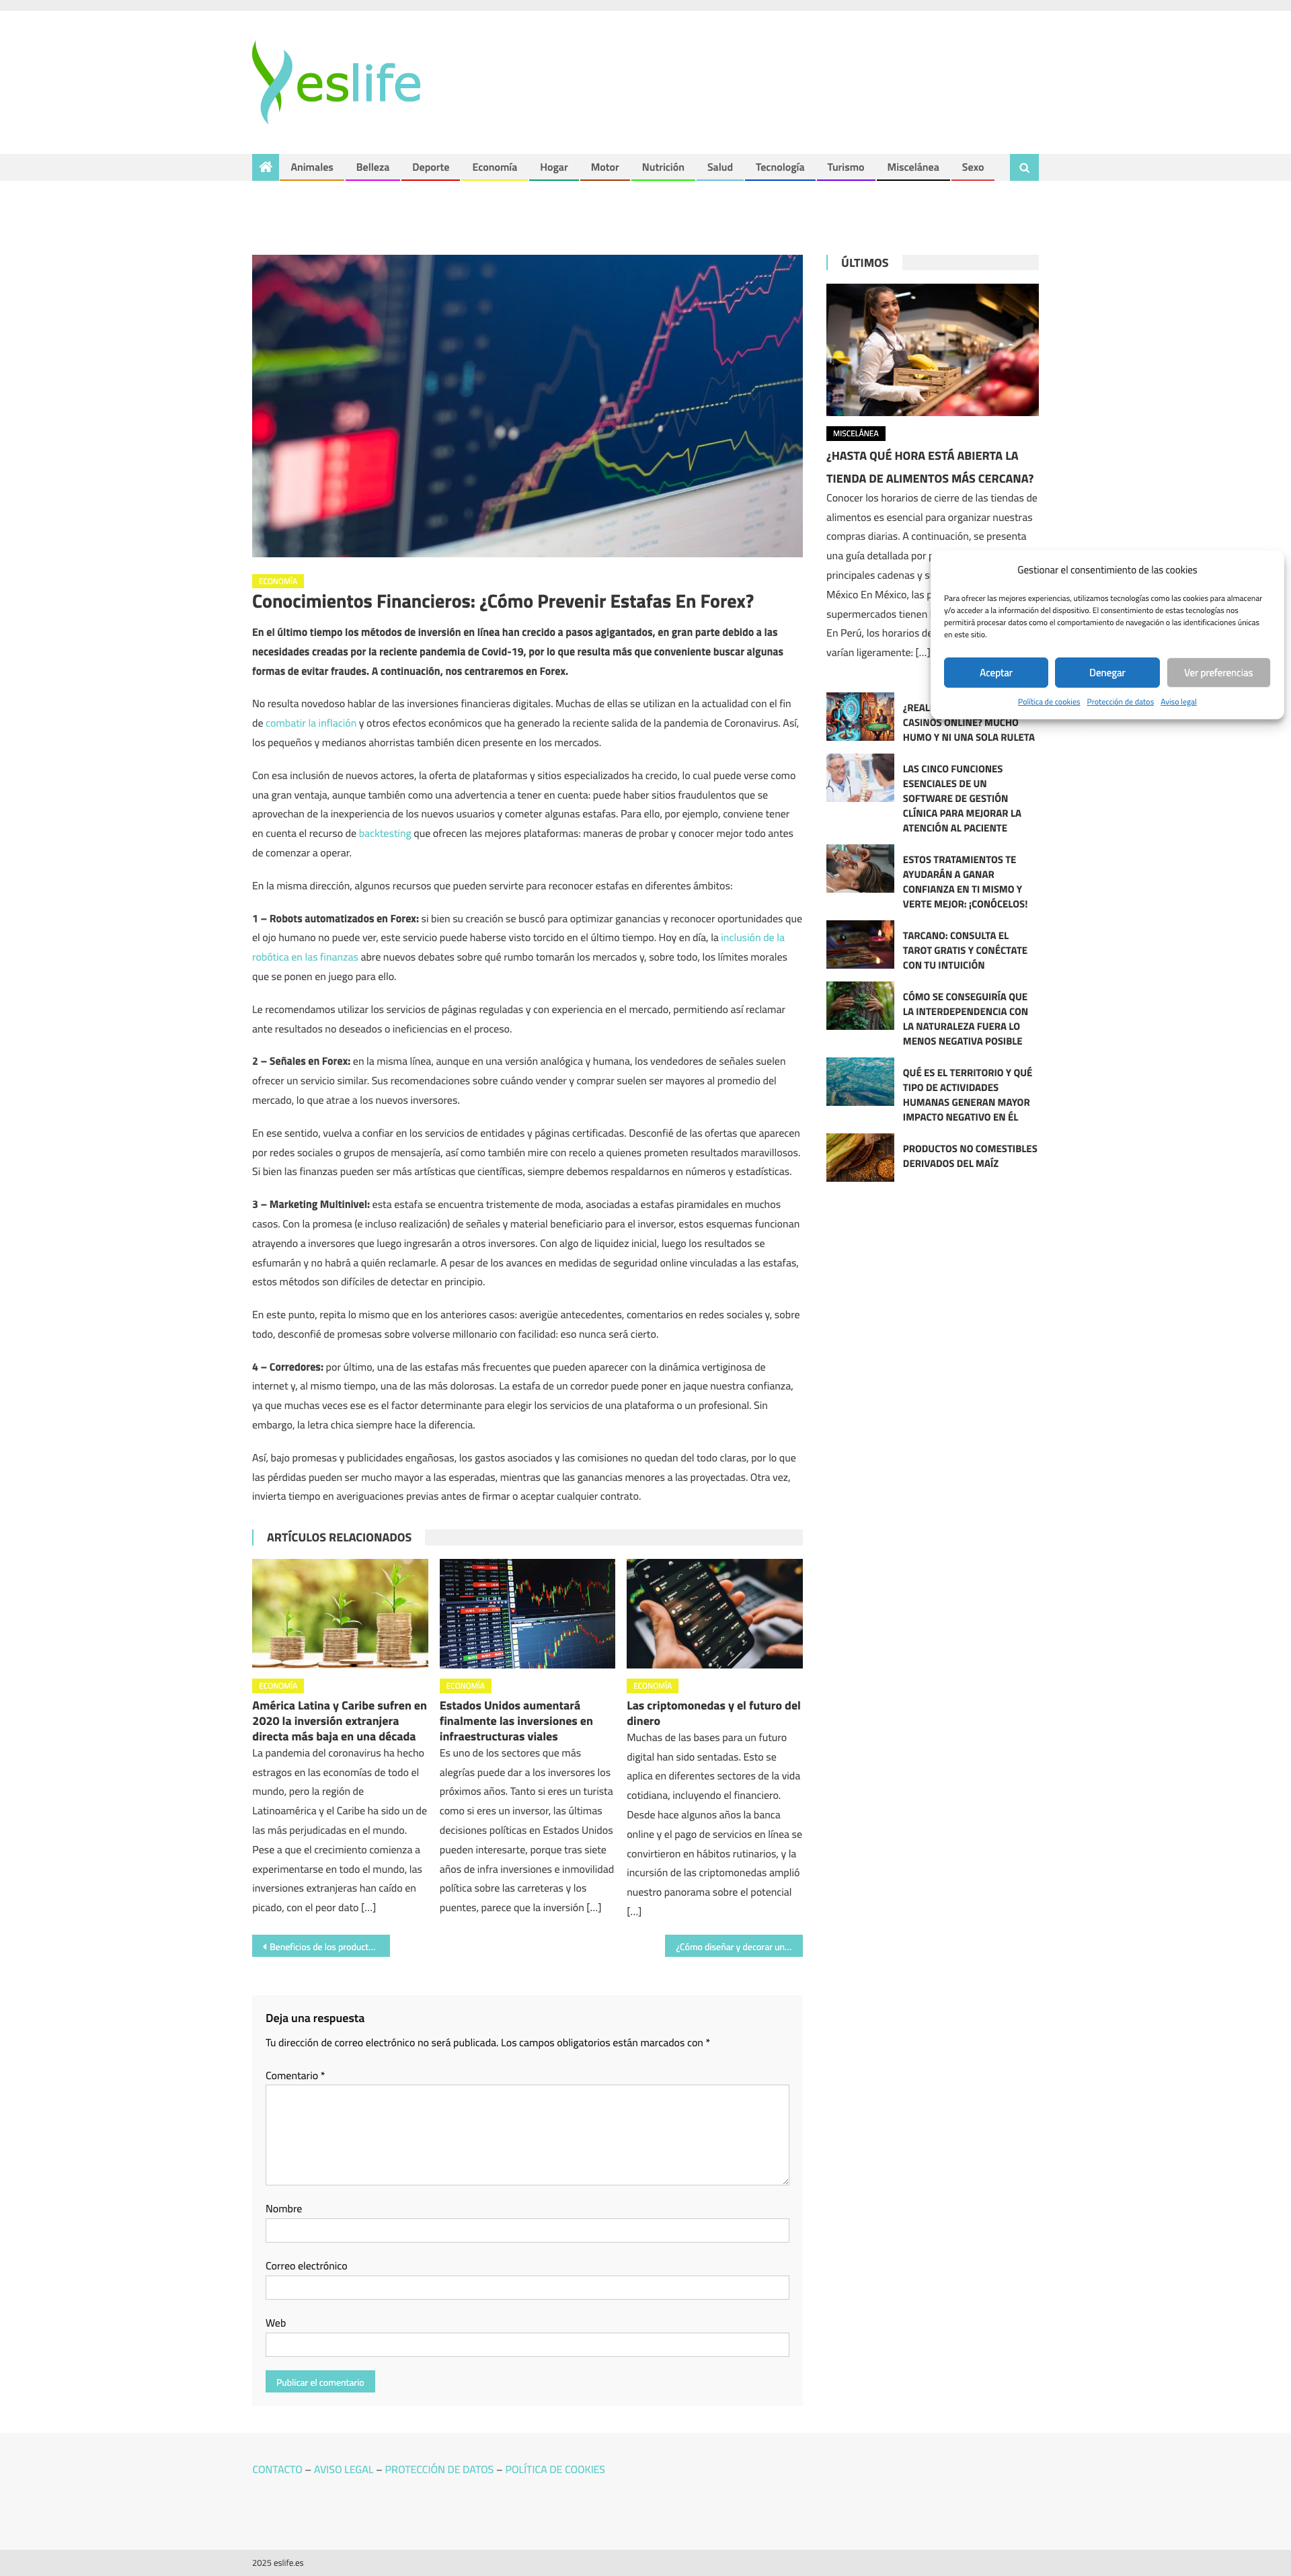 Yeslife
Animales Belleza Deporte Economía Hogar Motor Nutrición Salud Tecnología Turismo Miscelánea Sexo
ECONOMÍA
Conocimientos Financieros: ¿Cómo Prevenir Estafas En Forex?
En el último tiempo los métodos de inversión en línea han crecido a pasos agigantados, en gran parte debido a las
necesidades creadas por la reciente pandemia de Covid-19, por lo que resulta más que conveniente buscar algunas
formas de evitar fraudes. A continuación, nos centraremos en Forex.
No resulta novedoso hablar de las inversiones financieras digitales. Muchas de ellas se utilizan en la actualidad con el fin
de combatir la inflación y otros efectos económicos que ha generado la reciente salida de la pandemia de Coronavirus. Así,
los pequeños y medianos ahorristas también dicen presente en los mercados.
Con esa inclusión de nuevos actores, la oferta de plataformas y sitios especializados ha crecido, lo cual puede verse como
una gran ventaja, aunque también como una advertencia a tener en cuenta: puede haber sitios fraudulentos que se
aprovechan de la inexperiencia de los nuevos usuarios y cometer algunas estafas. Para ello, por ejemplo, conviene tener
en cuenta el recurso de backtesting que ofrecen las mejores plataformas: maneras de probar y conocer mejor todo antes
de comenzar a operar.
En la misma dirección, algunos recursos que pueden servirte para reconocer estafas en diferentes ámbitos:
1 – Robots automatizados en Forex: si bien su creación se buscó para optimizar ganancias y reconocer oportunidades que
el ojo humano no puede ver, este servicio puede haberse visto torcido en el último tiempo. Hoy en día, la inclusión de la
robótica en las finanzas abre nuevos debates sobre qué rumbo tomarán los mercados y, sobre todo, los límites morales
que se ponen en juego para ello.
Le recomendamos utilizar los servicios de páginas reguladas y con experiencia en el mercado, permitiendo así reclamar
ante resultados no deseados o ineficiencias en el proceso.
2 – Señales en Forex: en la misma línea, aunque en una versión analógica y humana, los vendedores de señales suelen
ofrecer un servicio similar. Sus recomendaciones sobre cuándo vender y comprar suelen ser mayores al promedio del
mercado, lo que atrae a los nuevos inversores.
En ese sentido, vuelva a confiar en los servicios de entidades y páginas certificadas. Desconfié de las ofertas que aparecen
por redes sociales o grupos de mensajería, así como también mire con recelo a quienes prometen resultados maravillosos.
Si bien las finanzas pueden ser más artísticas que científicas, siempre debemos respaldarnos en números y estadísticas.
3 – Marketing Multinivel: esta estafa se encuentra tristemente de moda, asociadas a estafas piramidales en muchos
casos. Con la promesa (e incluso realización) de señales y material beneficiario para el inversor, estos esquemas funcionan
atrayendo a inversores que luego ingresarán a otros inversores. Con algo de liquidez inicial, luego los resultados se
esfumarán y no habrá a quién reclamarle. A pesar de los avances en medidas de seguridad online vinculadas a las estafas,
estos métodos son difíciles de detectar en principio.
En este punto, repita lo mismo que en los anteriores casos: averigüe antecedentes, comentarios en redes sociales y, sobre
todo, desconfié de promesas sobre volverse millonario con facilidad: eso nunca será cierto.
4 – Corredores: por último, una de las estafas más frecuentes que pueden aparecer con la dinámica vertiginosa de
internet y, al mismo tiempo, una de las más dolorosas. La estafa de un corredor puede poner en jaque nuestra confianza,
ya que muchas veces ese es el factor determinante para elegir los servicios de una plataforma o un profesional. Sin
embargo, la letra chica siempre hace la diferencia.
Así, bajo promesas y publicidades engañosas, los gastos asociados y las comisiones no quedan del todo claras, por lo que
las pérdidas pueden ser mucho mayor a las esperadas, mientras que las ganancias menores a las proyectadas. Otra vez,
invierta tiempo en averiguaciones previas antes de firmar o aceptar cualquier contrato.
ARTÍCULOS RELACIONADOS
ECONOMÍA
América Latina y Caribe sufren en
2020 la inversión extranjera
directa más baja en una década
La pandemia del coronavirus ha hecho
estragos en las economías de todo el
mundo, pero la región de
Latinoamérica y el Caribe ha sido un de
las más perjudicadas en el mundo.
Pese a que el crecimiento comienza a
experimentarse en todo el mundo, las
inversiones extranjeras han caído en
picado, con el peor dato [...]
ECONOMÍA
Estados Unidos aumentará
finalmente las inversiones en
infraestructuras viales
Es uno de los sectores que más
alegrías puede dar a los inversores los
próximos años. Tanto si eres un turista
como si eres un inversor, las últimas
decisiones políticas en Estados Unidos
pueden interesarte, porque tras siete
años de infra inversiones e inmovilidad
política sobre las carreteras y los
puentes, parece que la inversión [...]
ECONOMÍA
Las criptomonedas y el futuro del
dinero
Muchas de las bases para un futuro
digital han sido sentadas. Esto se
aplica en diferentes sectores de la vida
cotidiana, incluyendo el financiero.
Desde hace algunos años la banca
online y el pago de servicios en línea se
convirtieron en hábitos rutinarios, y la
incursión de las criptomonedas amplió
nuestro panorama sobre el potencial
[...]
Beneficios de los product...
¿Cómo diseñar y decorar un...
Deja una respuesta
Tu dirección de correo electrónico no será publicada. Los campos obligatorios están marcados con *
Comentario *
Nombre
Correo electrónico
Web
Publicar el comentario
ÚLTIMOS
MISCELÁNEA
¿HASTA QUÉ HORA ESTÁ ABIERTA LA
TIENDA DE ALIMENTOS MÁS CERCANA?
Conocer los horarios de cierre de las tiendas de
alimentos es esencial para organizar nuestras
compras diarias. A continuación, se presenta
una guía detallada por
principales cadenas y
México En México, las
supermercados tienen
En Perú, los horarios de
varían ligeramente: [...]
CASINOS ONLINE? MUCHO
HUMO Y NI UNA SOLA RULETA
LAS CINCO FUNCIONES
ESENCIALES DE UN
SOFTWARE DE GESTIÓN
CLÍNICA PARA MEJORAR LA
ATENCIÓN AL PACIENTE
ESTOS TRATAMIENTOS TE
AYUDARÁN A GANAR
CONFIANZA EN TI MISMO Y
VERTE MEJOR: ¡CONÓCELOS!
TARCANO: CONSULTA EL
TAROT GRATIS Y CONÉCTATE
CON TU INTUICIÓN
CÓMO SE CONSEGUIRÍA QUE
LA INTERDEPENDENCIA CON
LA NATURALEZA FUERA LO
MENOS NEGATIVA POSIBLE
QUÉ ES EL TERRITORIO Y QUÉ
TIPO DE ACTIVIDADES
HUMANAS GENERAN MAYOR
IMPACTO NEGATIVO EN ÉL
PRODUCTOS NO COMESTIBLES
DERIVADOS DEL MAÍZ
Gestionar el consentimiento de las cookies
Para ofrecer las mejores experiencias, utilizamos tecnologías como las cookies para almacenar
y/o acceder a la información del dispositivo. El consentimiento de estas tecnologías nos
permitirá procesar datos como el comportamiento de navegación o las identificaciones únicas
en este sitio.
Aceptar Denegar Ver preferencias
Política de cookies Protección de datos Aviso legal
CONTACTO – AVISO LEGAL – PROTECCIÓN DE DATOS – POLÍTICA DE COOKIES
2025 eslife.es